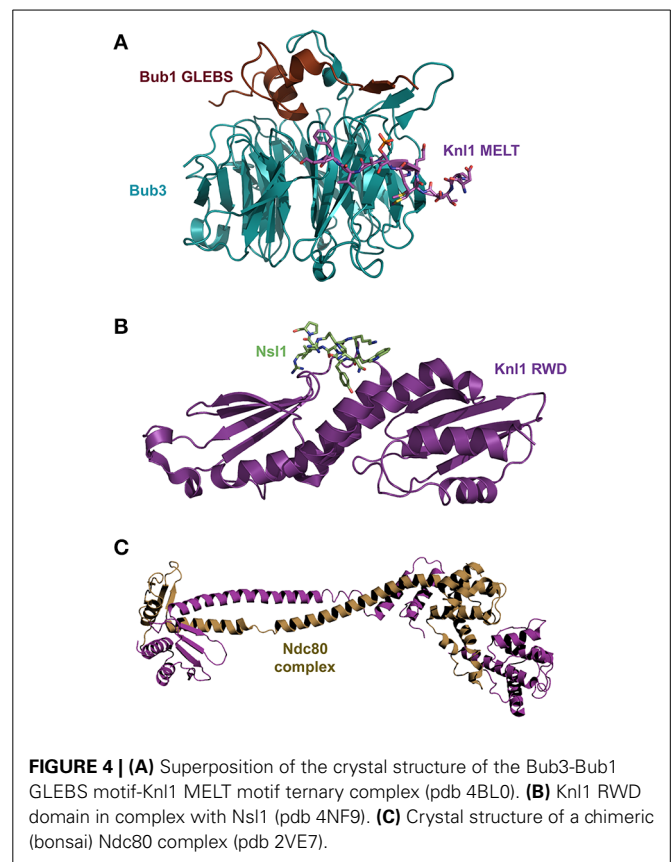 A
Bub1 GLEBS
Knl1 MELT
Bub3
B
Nsl1
Knl1 RWD
C
Ndc80
complex
FIGURE 4 | (A) Superposition of the crystal structure of the Bub3-Bub1
GLEBS motif-Knl1 MELT motif ternary complex (pdb 4BL0). (B) Knl1 RWD
domain in complex with Nsl1 (pdb 4NF9). (C) Crystal structure of a chimeric
(bonsai) Ndc80 complex (pdb 2VE7).